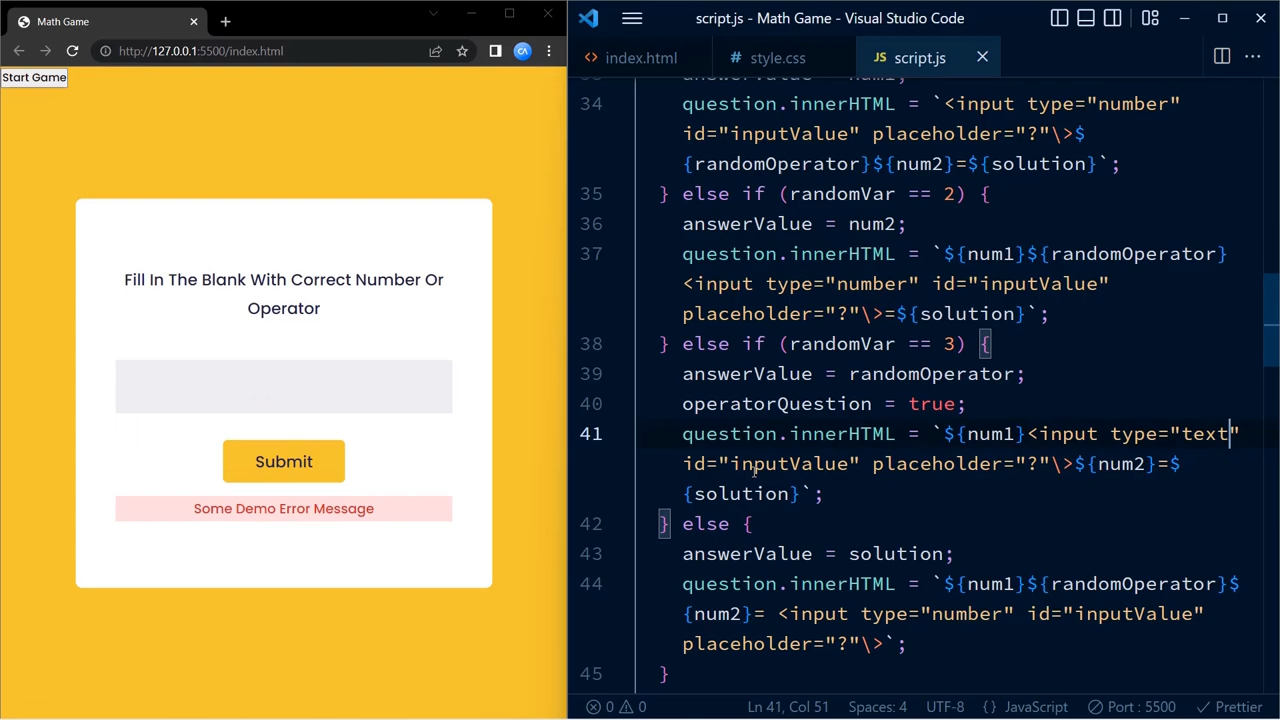 Math Game
http://127.0.0.1:5500/index.html
Start Game
Fill In The Blank With Correct Number Or
Operator
Submit
Some Demo Error Message
script.js - Math Game - Visual Studio Code
index.html
# style.css
JS script.js
34 question.innerHTML = `<input type="number"
id="inputValue" placeholder="?"\>$
{randomOperator}${num2}=${solution}`;
35 } else if (randomVar == 2) {
36 answerValue = num2;
37 question.innerHTML = `${num1}${randomOperator}
<input type="number" id="inputValue"
placeholder="?"\>=${solution}`;
38 } else if (randomVar == 3) {
39 answerValue = randomOperator;
40 operatorQuestion = true;
41 question.innerHTML = `${num1}<input type="text"
id="inputValue" placeholder="?"\>${num2}=$
{solution}`;
42 } else {
43 answerValue = solution;
44 question.innerHTML = `${num1}${randomOperator}$
{num2}= <input type="number" id="inputValue"
placeholder="?"\>`;
45 }
0 0 Ln 41, Col 51 Spaces: 4 UTF-8 {} JavaScript Port : 5500 Prettier